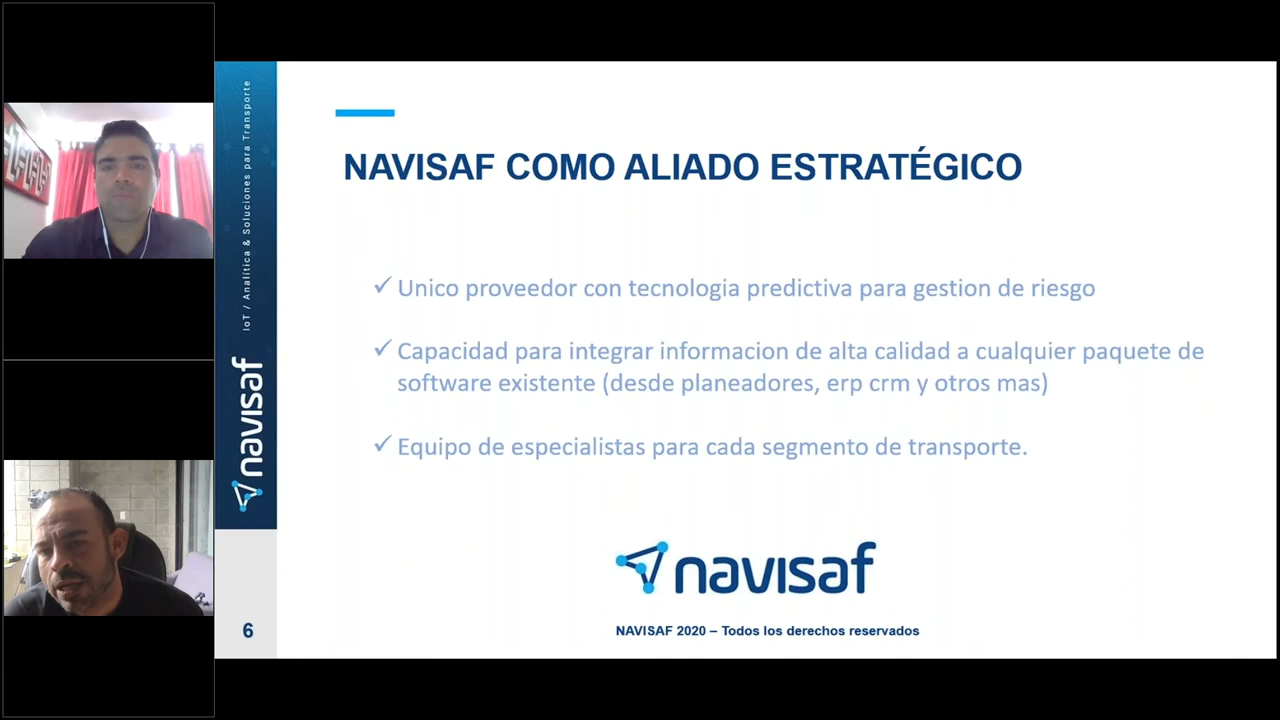 IoT / Analítica & Soluciones para Transporte
navisaf
6
NAVISAF COMO ALIADO ESTRATÉGICO
✓ Unico proveedor con tecnologia predictiva para gestion de riesgo
✓ Capacidad para integrar informacion de alta calidad a cualquier paquete de
software existente (desde planeadores, erp crm y otros mas)
✓ Equipo de especialistas para cada segmento de transporte.
navisaf
NAVISAF 2020 – Todos los derechos reservados